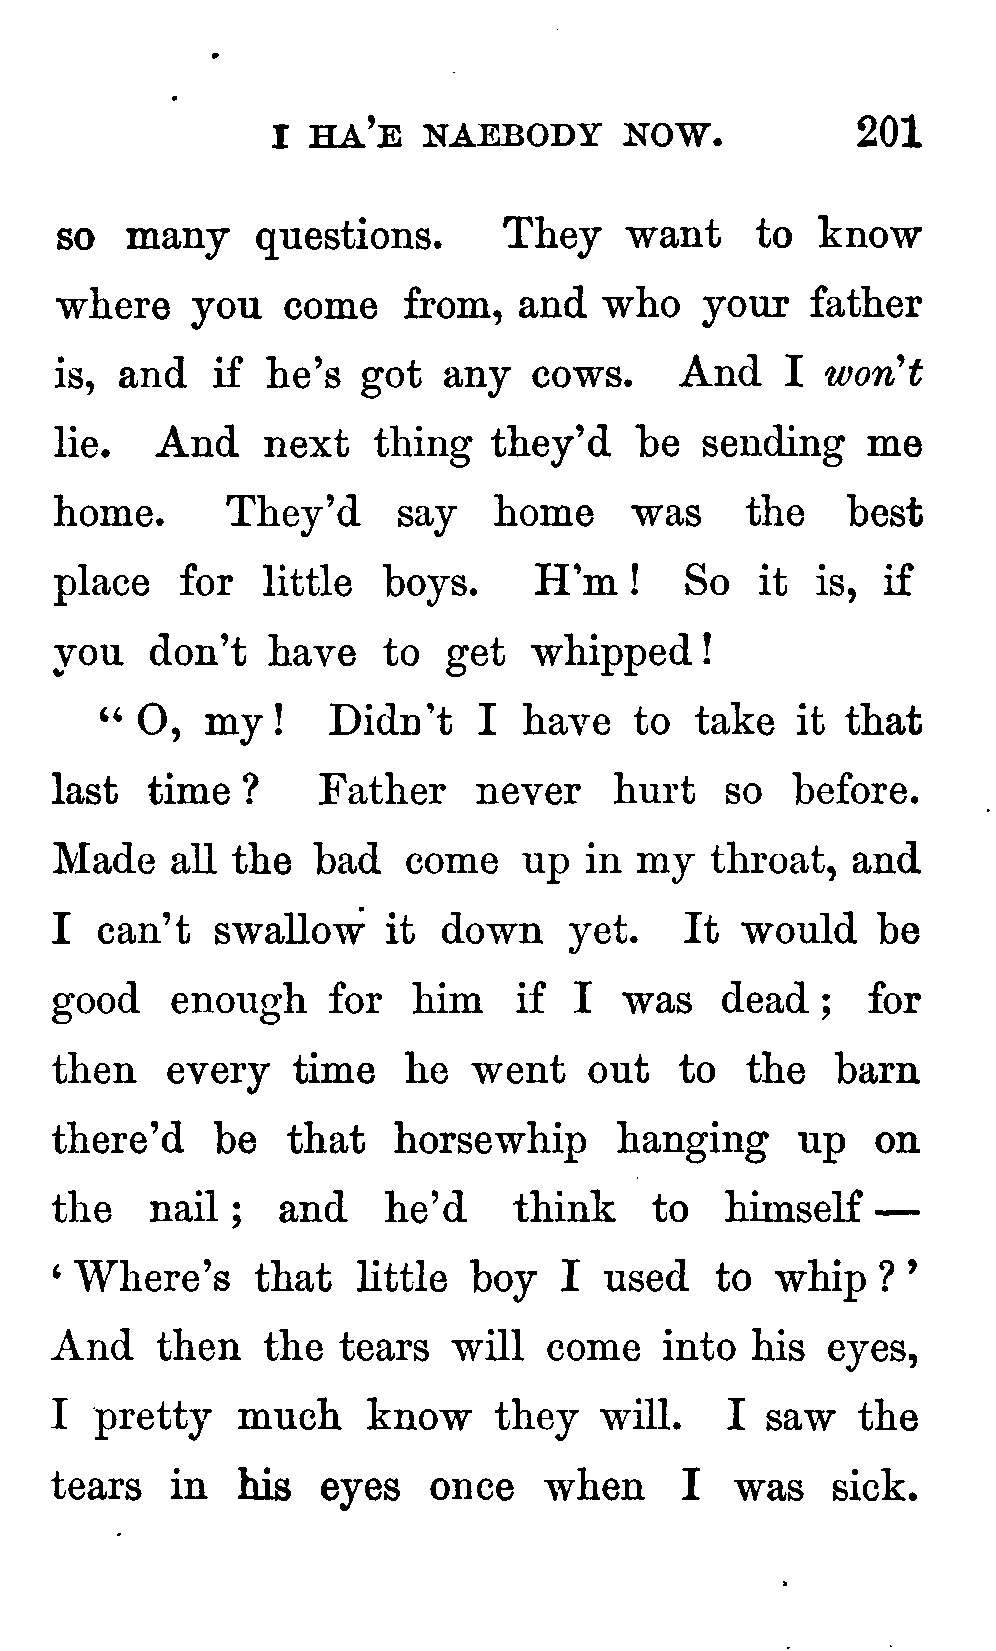 I HA'E NAEBODY NOW. 201
so many questions. They want to know
where you come from, and who your father
is, and if he's got any cows. And I won't
lie. And next thing they'd be sending me
home. They'd say home was the best
place for little boys. H'm! So it is, if
you don't have to get whipped!
“ O, my! Didn't I have to take it that
last time? Father never hurt so before.
Made all the bad come up in my throat, and
I can't swallow it down yet. It would be
good enough for him if I was dead; for
then every time he went out to the barn
there'd be that horsewhip hanging up on
the nail; and he'd think to himself —
‘ Where's that little boy I used to whip? ’
And then the tears will come into his eyes,
I pretty much know they will. I saw the
tears in his eyes once when I was sick.